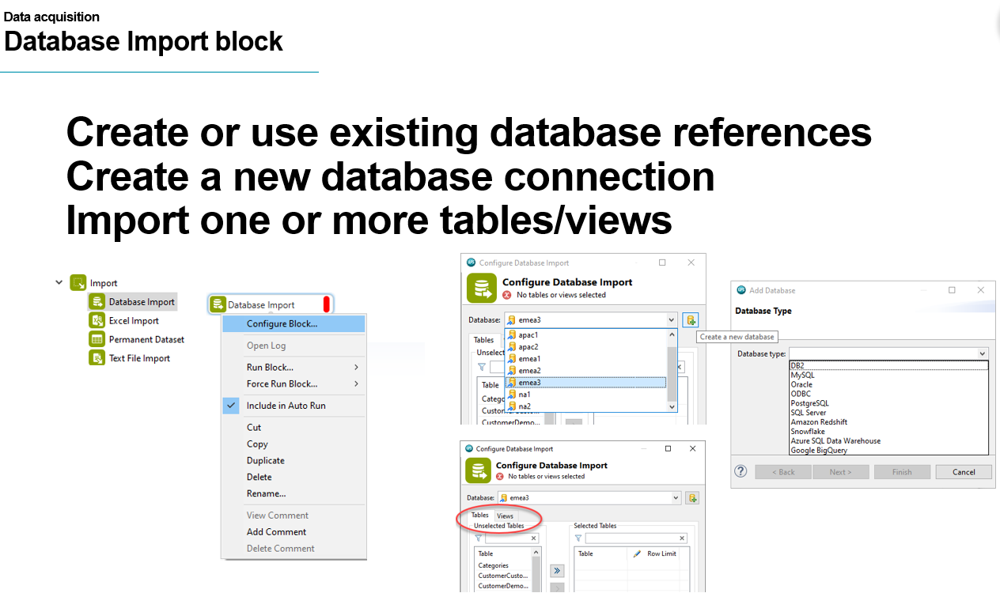 Data acquisition
Database Import block
Create or use existing database references
Create a new database connection
Import one or more tables/views
Import
Database Import
Excel Import
Permanent Dataset
Text File Import
Database Import
Configure Block...
Open Log
Run Block...
Force Run Block...
Include in Auto Run
Cut
Copy
Duplicate
Delete
Rename...
View Comment
Add Comment
Delete Comment
Configure Database Import
Configure Database Import
No tables or views selected
Database: emea3
apac1
apac2
emea1
emea2
emea3
na1
na2
Tables
Unselect
Table
Catego
Custom
CustomerDemo...
Create a new database
Add Database
Database Type
Database type:
DB2
MySQL
Oracle
ODBC
PostgreSQL
SQL Server
Amazon Redshift
Snowflake
Azure SQL Data Warehouse
Google BigQuery
< Back Next > Finish Cancel
Configure Database Import
Configure Database Import
No tables or views selected
Database: emea3
Tables Views
Unselected Tables Selected Tables
Table Table Row Limit
Categories
CustomerCusto...
CustomerDemo...